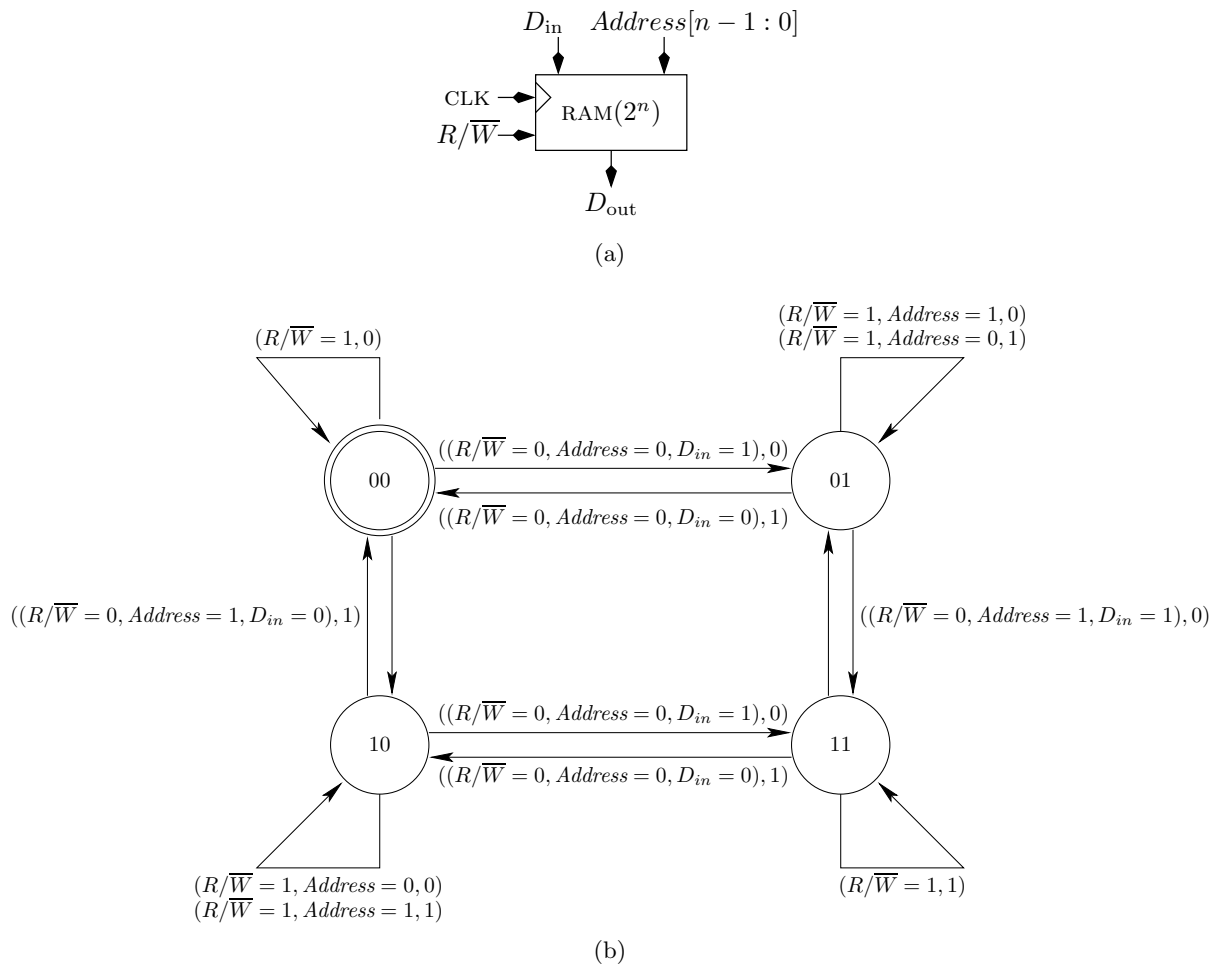 D_in Address[n − 1 : 0]
CLK
RAM(2^n)
R/W̅
D_out
(a)
(R/W̅ = 1, Address = 1, 0)
(R/W̅ = 1, 0)
(R/W̅ = 1, Address = 0, 1)
((R/W̅ = 0, Address = 0, D_in = 1), 0)
00
01
((R/W̅ = 0, Address = 0, D_in = 0), 1)
((R/W̅ = 0, Address = 1, D_in = 0), 1)
((R/W̅ = 0, Address = 1, D_in = 1), 0)
((R/W̅ = 0, Address = 0, D_in = 1), 0)
10
11
((R/W̅ = 0, Address = 0, D_in = 0), 1)
(R/W̅ = 1, Address = 0, 0)
(R/W̅ = 1, 1)
(R/W̅ = 1, Address = 1, 1)
(b)